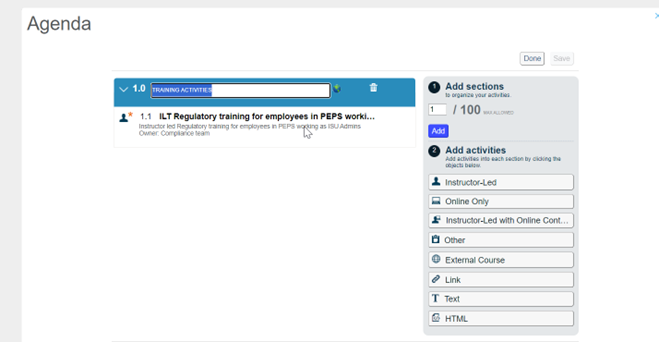 Agenda
Done
Save
1.0 TRAINING ACTIVITIES
1.1 ILT Regulatory training for employees in PEPS worki...
Instructor led Regulatory training for employees in PEPS working as ISU Admins
Owner: Compliance team
1 Add sections
to organize your activities.
1 / 100 MAX ALLOWED
Add
2 Add activities
Add activities into each section by clicking the
objects below.
Instructor-Led
Online Only
Instructor-Led with Online Cont...
Other
External Course
Link
T Text
HTML